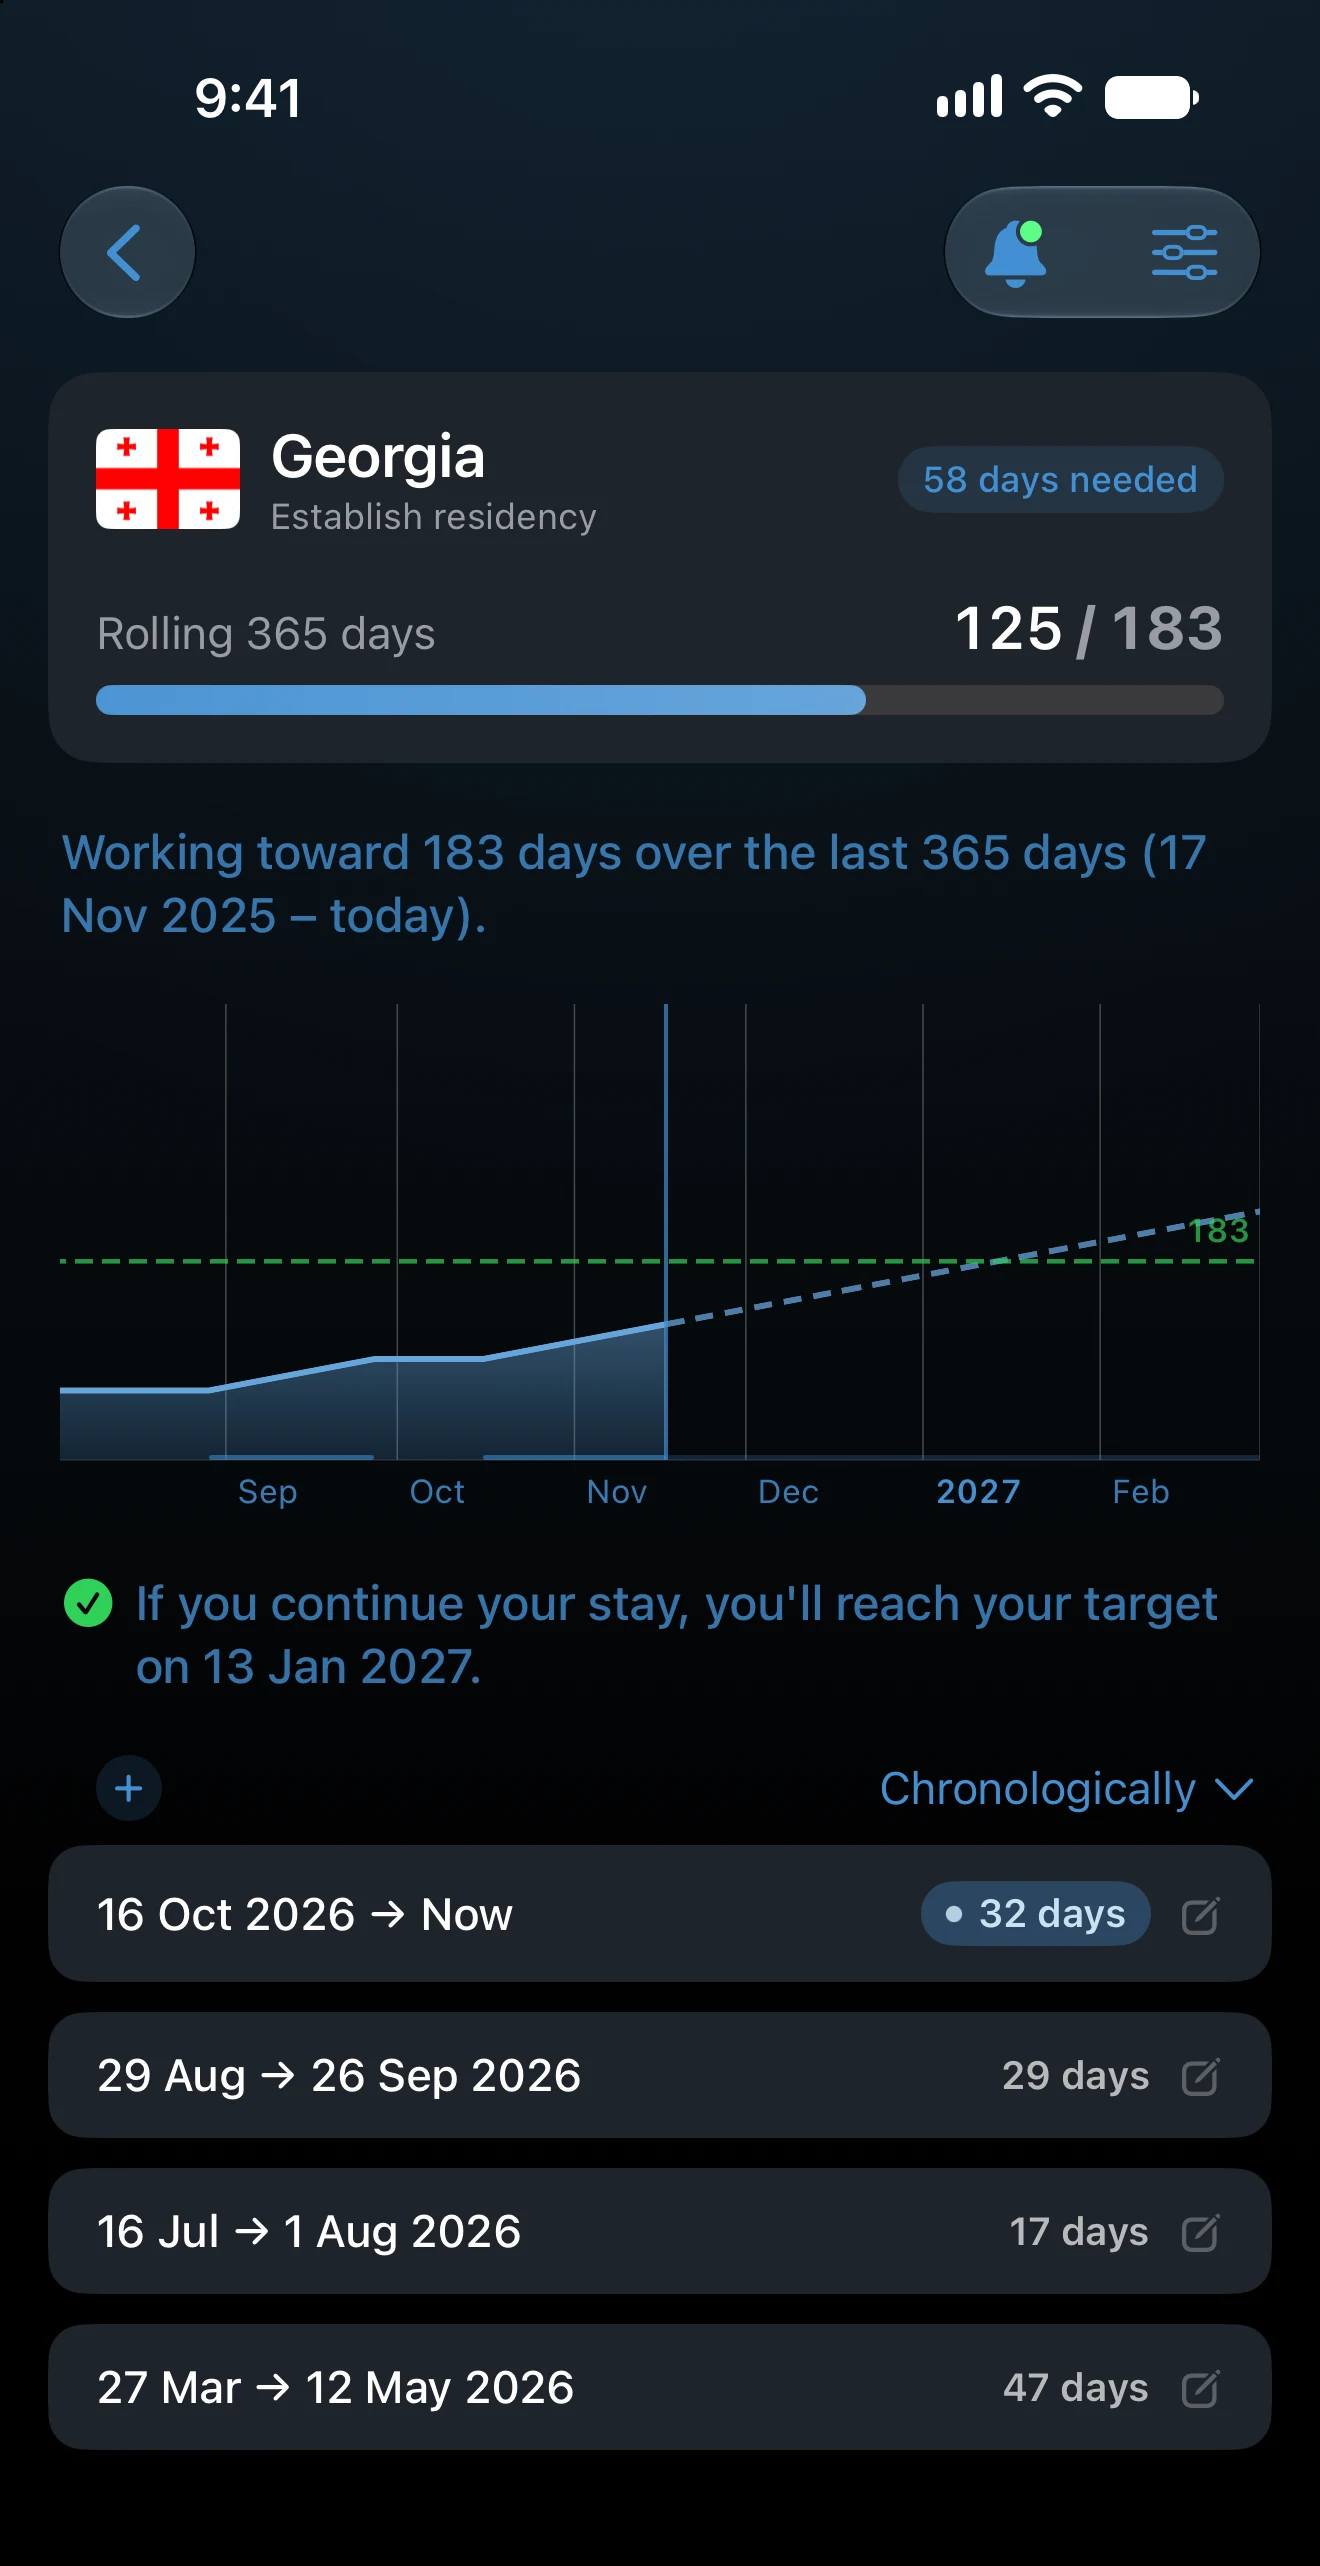 9:41
Georgia
Establish residency
58 days needed
Rolling 365 days
125 / 183
Working toward 183 days over the last 365 days (17
Nov 2025 – today).
183
Sep Oct Nov Dec 2027 Feb
If you continue your stay, you'll reach your target
on 13 Jan 2027.
Chronologically
16 Oct 2026 → Now
32 days
29 Aug → 26 Sep 2026
29 days
16 Jul → 1 Aug 2026
17 days
27 Mar → 12 May 2026
47 days